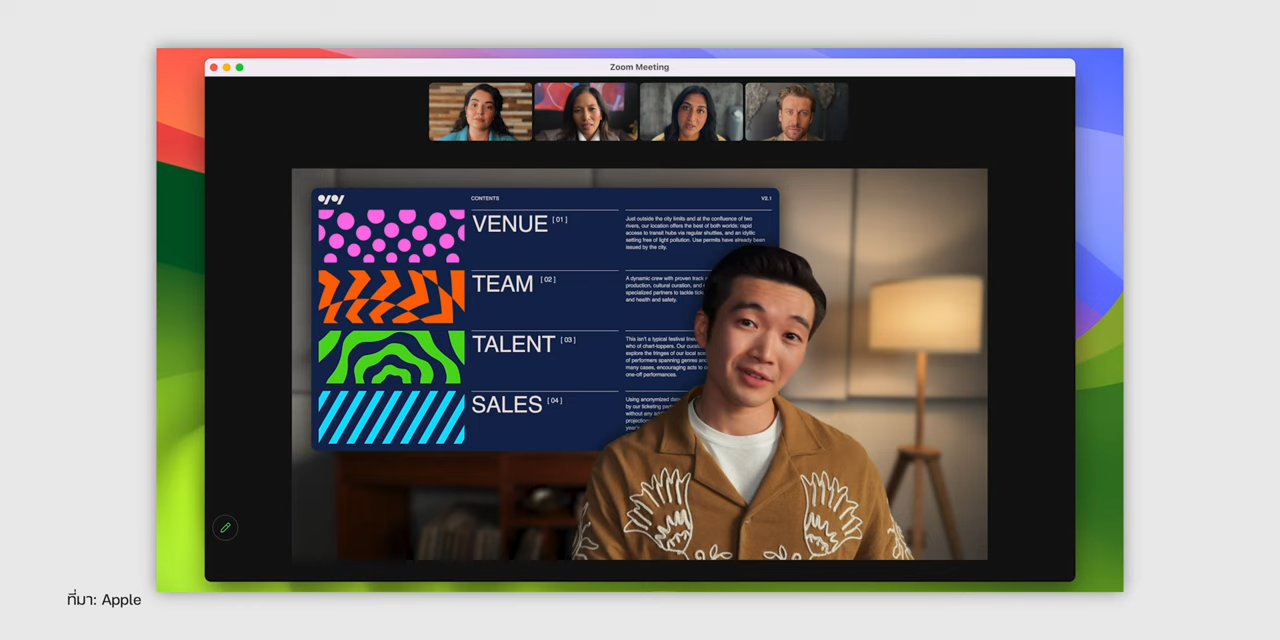 Zoom Meeting
CONTENTS
V2.1
VENUE [ 01 ]
Just outside the city limits and at the confluence of two
rivers, our location offers the best of both worlds: rapid
access to transit hubs via regular shuttles, and an idyllic
setting free of light pollution. Use permits have already been
issued by the city.
TEAM [ 02 ]
A dynamic crew with proven track
production, cultural curation, and
specialized partners to tackle
and health and safety.
TALENT [ 03 ]
This isn't a typical festival
who of chart-toppers. Our
explore the fringes of our local
of performers spanning genres and
many cases, encouraging acts to
one-off performances.
SALES [ 04 ]
Using anonymized
by our ticketing
without any
ที่มา: Apple